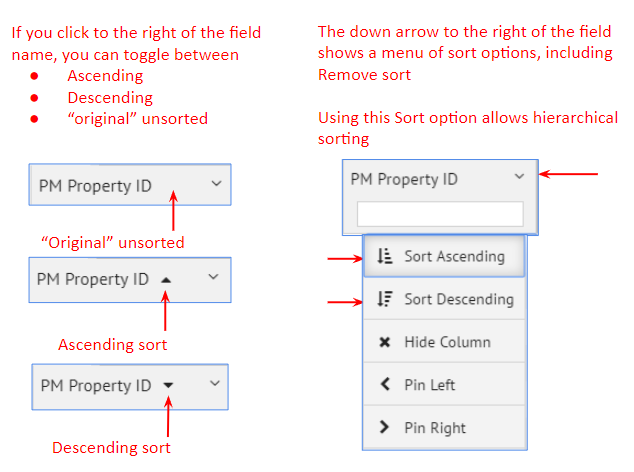 If you click to the right of the field
name, you can toggle between
● Ascending
● Descending
● “original” unsorted
PM Property ID
“Original” unsorted
PM Property ID
Ascending sort
PM Property ID
Descending sort
The down arrow to the right of the field
shows a menu of sort options, including
Remove sort
Using this Sort option allows hierarchical
sorting
PM Property ID
Sort Ascending
Sort Descending
Hide Column
Pin Left
Pin Right